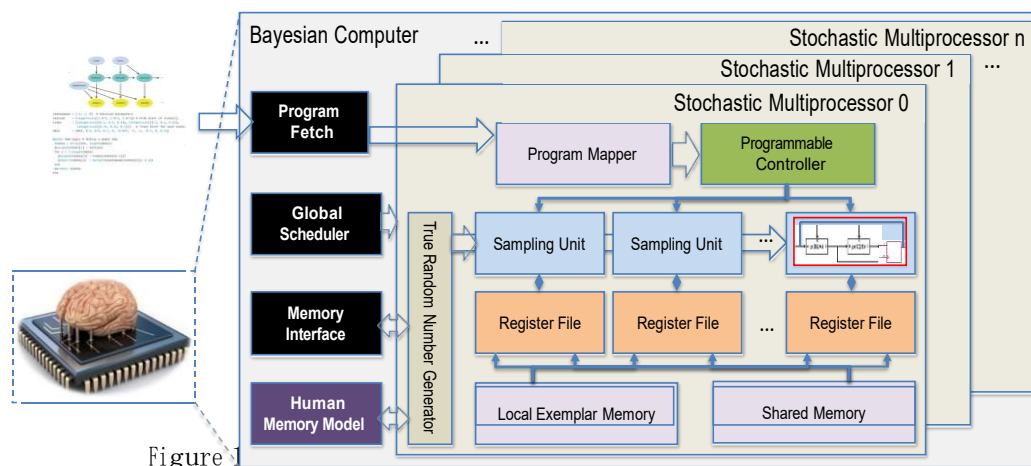 Bayesian Computer
...
Stochastic Multiprocessor n
Stochastic Multiprocessor 1
...
Stochastic Multiprocessor 0
Program
Fetch
Program Mapper
Programmable
Controller
Global
Scheduler
True Random Number Generator
Sampling Unit
Sampling Unit
...
Memory
Interface
Register File
Register File
...
Register File
Human
Memory Model
Local Exemplar Memory
Shared Memory
Figure 1